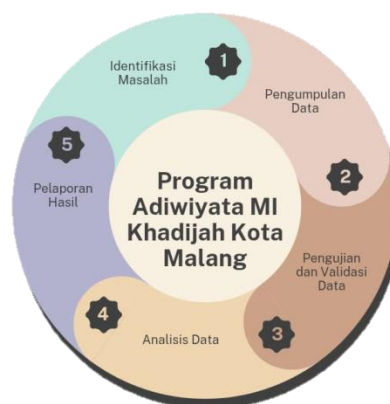 Identifikasi
Masalah
1
Pengumpulan
Data
2
Pengujian
dan Validasi
Data
3
Analisis Data
4
Pelaporan
Hasil
5
Program
Adiwiyata MI
Khadijah Kota
Malang